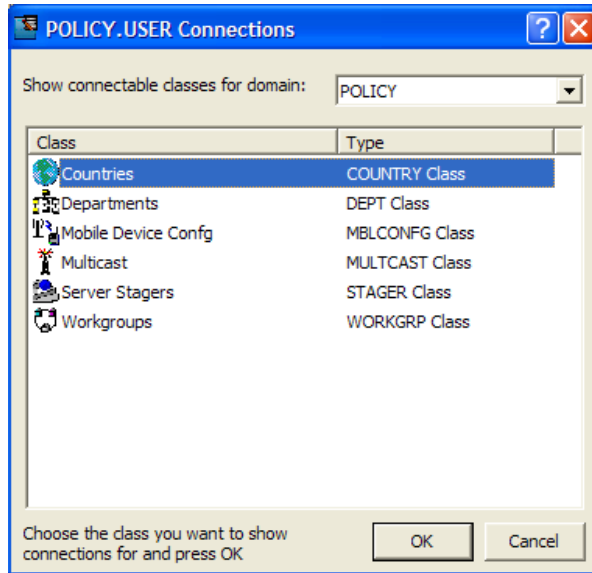 POLICY.USER Connections
Show connectable classes for domain: POLICY
Class Type
Countries COUNTRY Class
Departments DEPT Class
Mobile Device Confg MBLCONFG Class
Multicast MULTCAST Class
Server Stagers STAGER Class
Workgroups WORKGRP Class
Choose the class you want to show
connections for and press OK
OK Cancel